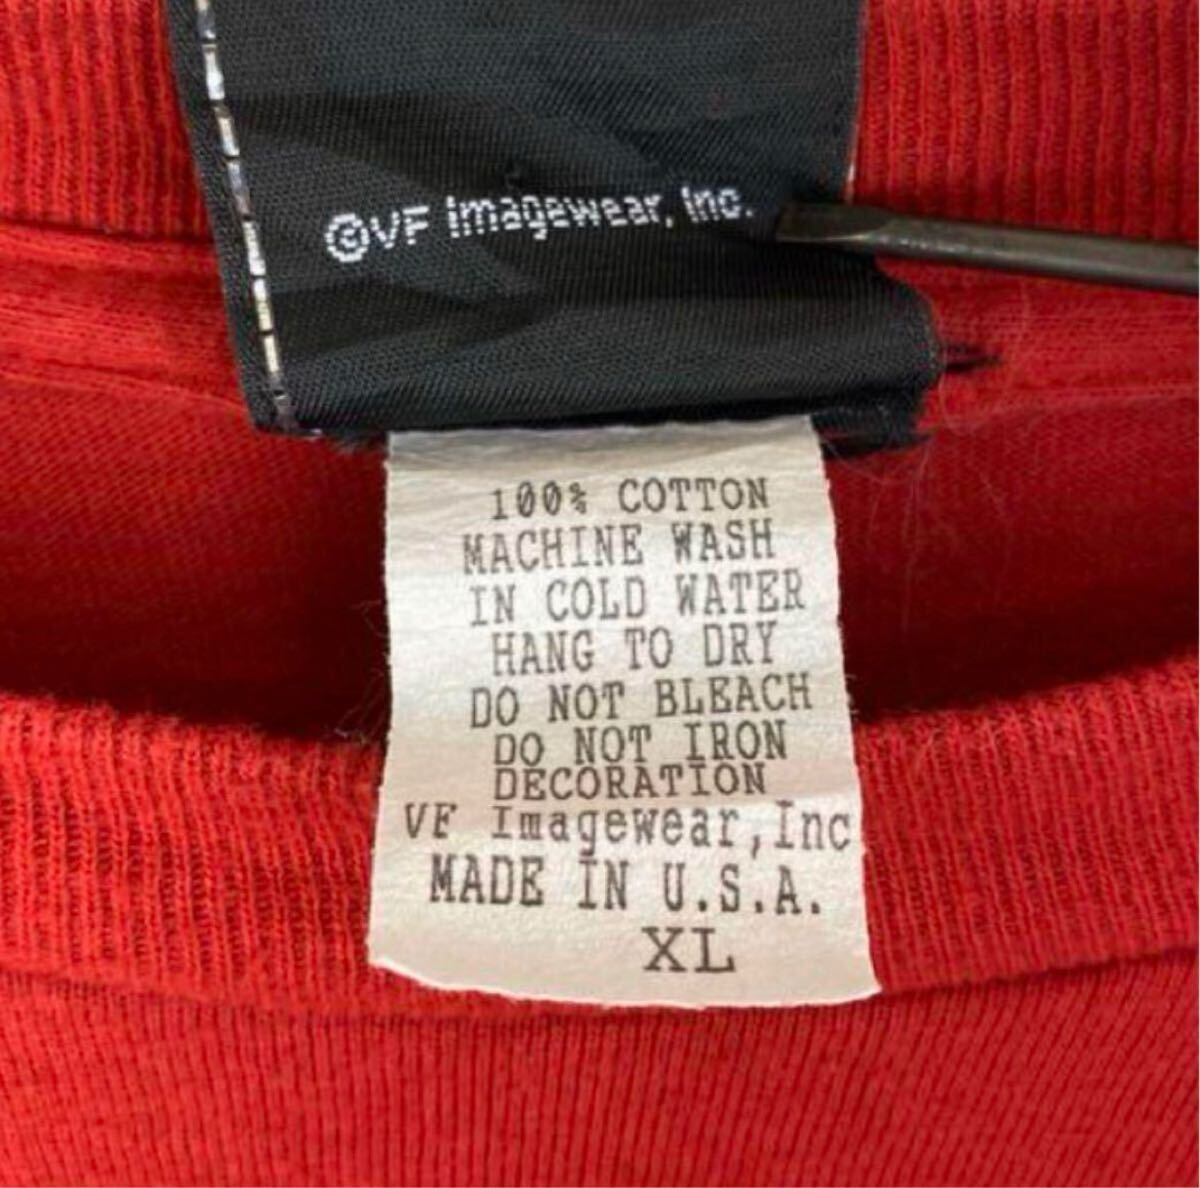 ©VF Imagewear, Inc.
100% COTTON
MACHINE WASH
IN COLD WATER
HANG TO DRY
DO NOT BLEACH
DO NOT IRON
DECORATION
VF Imagewear,Inc
MADE IN U.S.A.
XL